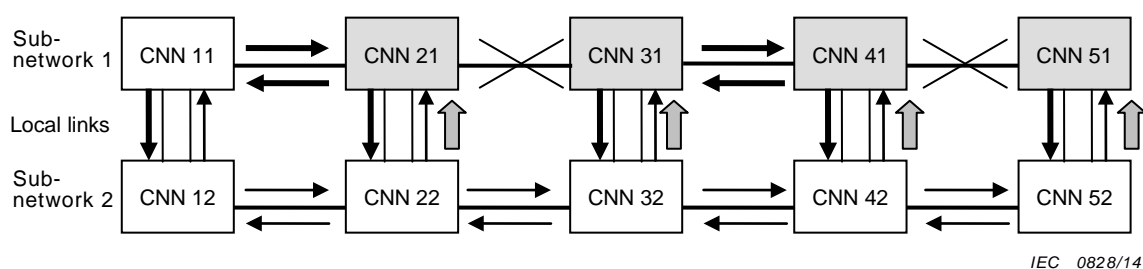 Sub-
network 1
CNN 11
CNN 21
CNN 31
CNN 41
CNN 51
Local links
Sub-
network 2
CNN 12
CNN 22
CNN 32
CNN 42
CNN 52
IEC 0828/14